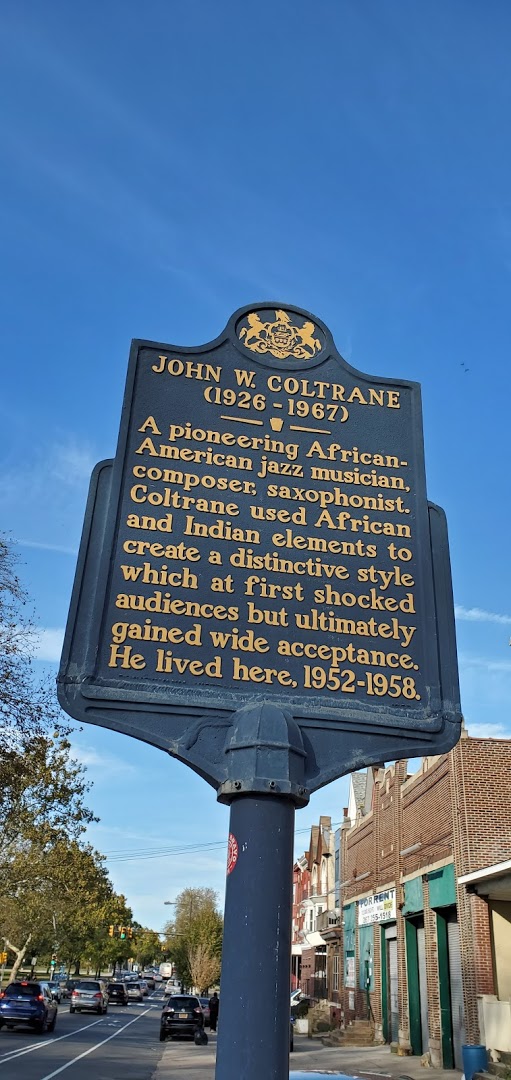 JOHN W. COLTRANE
(1926 - 1967)
A pioneering African-
American jazz musician,
composer, saxophonist.
Coltrane used African
and Indian elements to
create a distinctive style
which at first shocked
audiences but ultimately
gained wide acceptance.
He lived here, 1952-1958.
FOR RENT